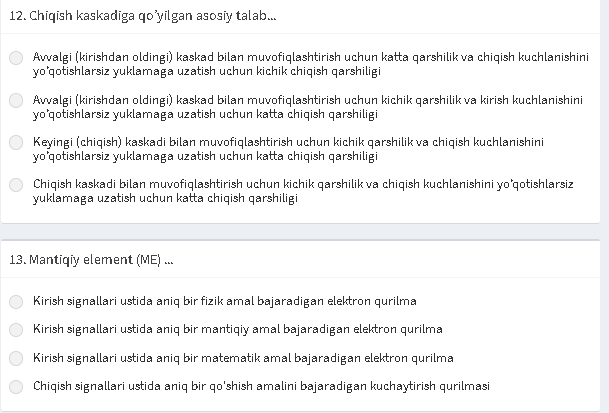 12. Chiqish kaskadiga qo'yilgan asosiy talab...
Avvalgi (kirishdan oldingi) kaskad bilan muvofiqlashtirish uchun katta qarshilik va chiqish kuchlanishini
yo'qotishlarsiz yuklamaga uzatish uchun kichik chiqish qarshiligi
Avvalgi (kirishdan oldingi) kaskad bilan muvofiqlashtirish uchun kichik qarshilik va kirish kuchlanishini
yo'qotishlarsiz yuklamaga uzatish uchun katta chiqish qarshiligi
Keyingi (chiqish) kaskadi bilan muvofiqlashtirish uchun kichik qarshilik va chiqish kuchlanishini
yo'qotishlarsiz yuklamaga uzatish uchun katta chiqish qarshiligi
Chiqish kaskadi bilan muvofiqlashtirish uchun kichik qarshilik va chiqish kuchlanishini yo'qotishlarsiz
yuklamaga uzatish uchun katta chiqish qarshiligi
13. Mantiqiy element (ME) ...
Kirish signallari ustida aniq bir fizik amal bajaradigan elektron qurilma
Kirish signallari ustida aniq bir mantiqiy amal bajaradigan elektron qurilma
Kirish signallari ustida aniq bir matematik amal bajaradigan elektron qurilma
Chiqish signallari ustida aniq bir qo'shish amalini bajaradigan kuchaytirish qurilmasi